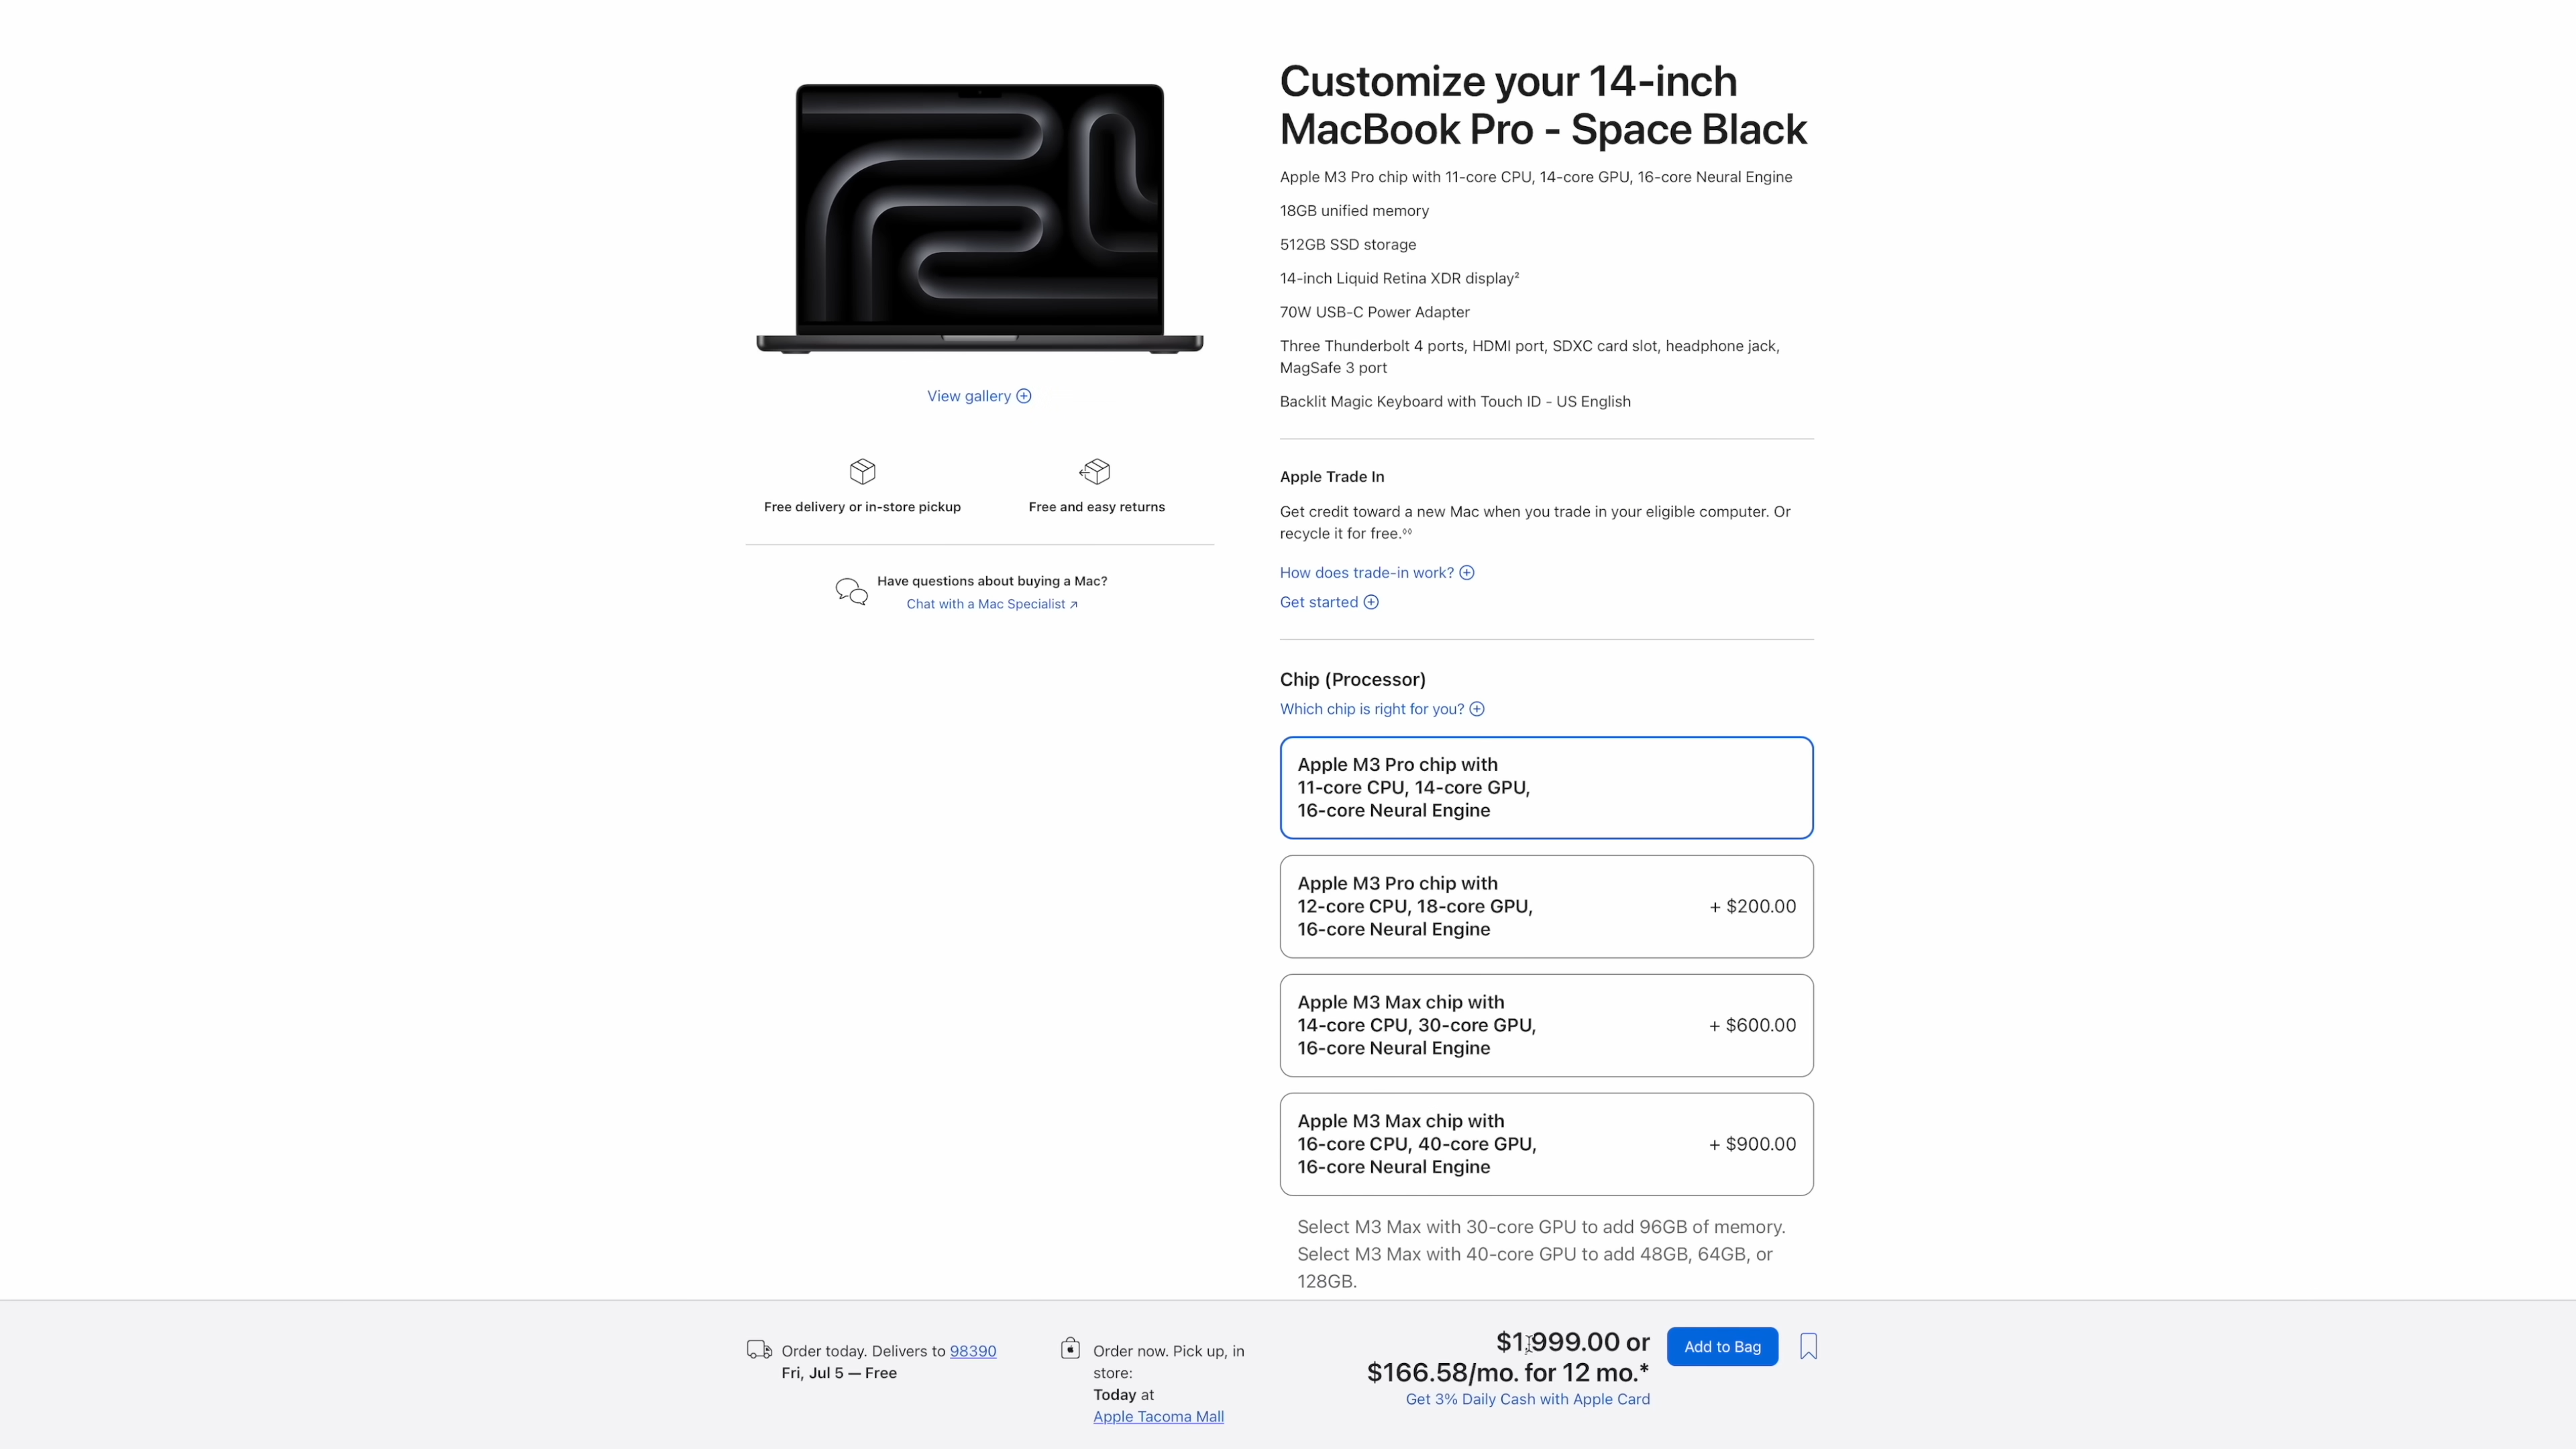 Customize your 14-inch
MacBook Pro - Space Black
Apple M3 Pro chip with 11-core CPU, 14-core GPU, 16-core Neural Engine
18GB unified memory
512GB SSD storage
14-inch Liquid Retina XDR display²
70W USB-C Power Adapter
Three Thunderbolt 4 ports, HDMI port, SDXC card slot, headphone jack,
MagSafe 3 port
Backlit Magic Keyboard with Touch ID - US English
View gallery
Free delivery or in-store pickup
Free and easy returns
Have questions about buying a Mac?
Chat with a Mac Specialist ↗
Apple Trade In
Get credit toward a new Mac when you trade in your eligible computer. Or
recycle it for free.◊◊
How does trade-in work?
Get started
Chip (Processor)
Which chip is right for you?
Apple M3 Pro chip with
11-core CPU, 14-core GPU,
16-core Neural Engine
Apple M3 Pro chip with
12-core CPU, 18-core GPU,
16-core Neural Engine
+ $200.00
Apple M3 Max chip with
14-core CPU, 30-core GPU,
16-core Neural Engine
+ $600.00
Apple M3 Max chip with
16-core CPU, 40-core GPU,
16-core Neural Engine
+ $900.00
Select M3 Max with 30-core GPU to add 96GB of memory.
Select M3 Max with 40-core GPU to add 48GB, 64GB, or
128GB.
Order today. Delivers to 98390
Fri, Jul 5 — Free
Order now. Pick up, in
store:
Today at
Apple Tacoma Mall
$1,999.00 or
$166.58/mo. for 12 mo.*
Get 3% Daily Cash with Apple Card
Add to Bag